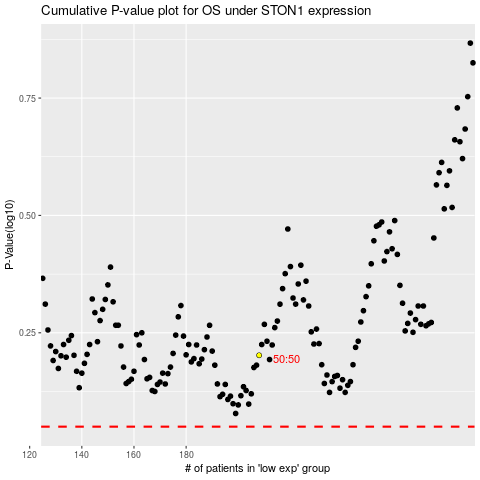 Cumulative P-value plot for OS under STON1 expression
P-Value(log10)
0.75
0.50
0.25
50:50
120 140 160 180
# of patients in 'low exp' group